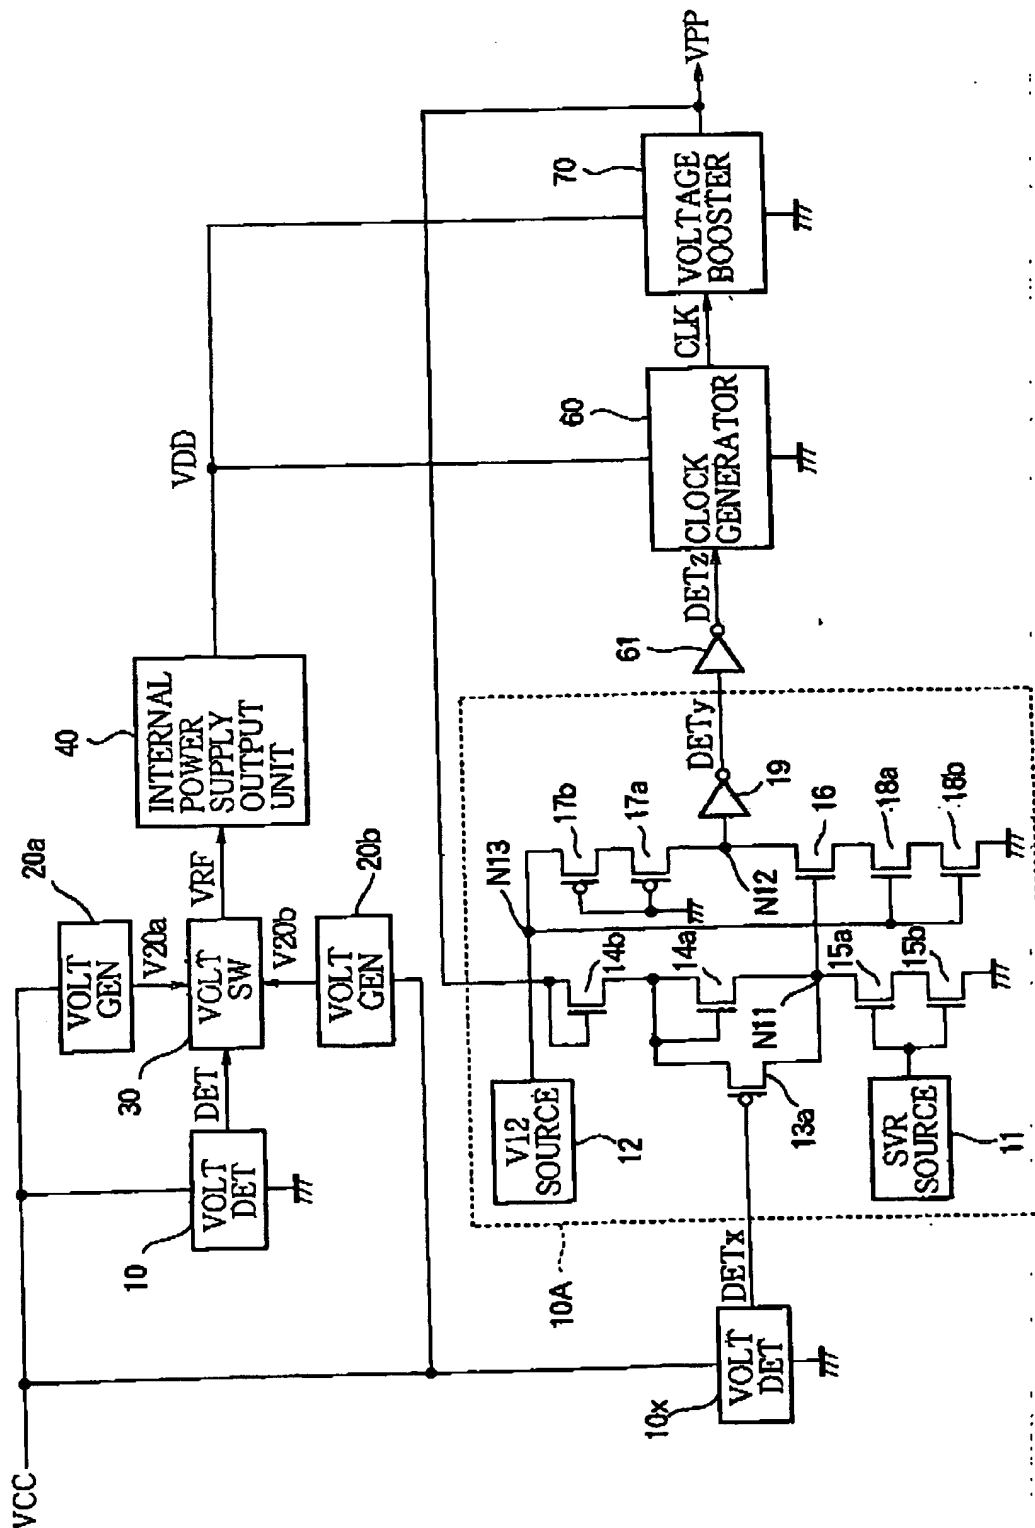 VCC
10
VOLT
DET
DET
20a
VOLT
GEN
V20a
30
VOLT
SW
VRF
V20b
VOLT
GEN
20b
40
INTERNAL
POWER
SUPPLY
OUTPUT
UNIT
VDD
10x
VOLT
DET
DETx
10A
V12
SOURCE
12
N13
17b
17a
14b
14a
N12
13a
N11
16
15a
15b
18a
18b
SVR
SOURCE
11
19
DETy
61
DETz
60
CLOCK
GENERATOR
CLK
70
VOLTAGE
BOOSTER
VPP